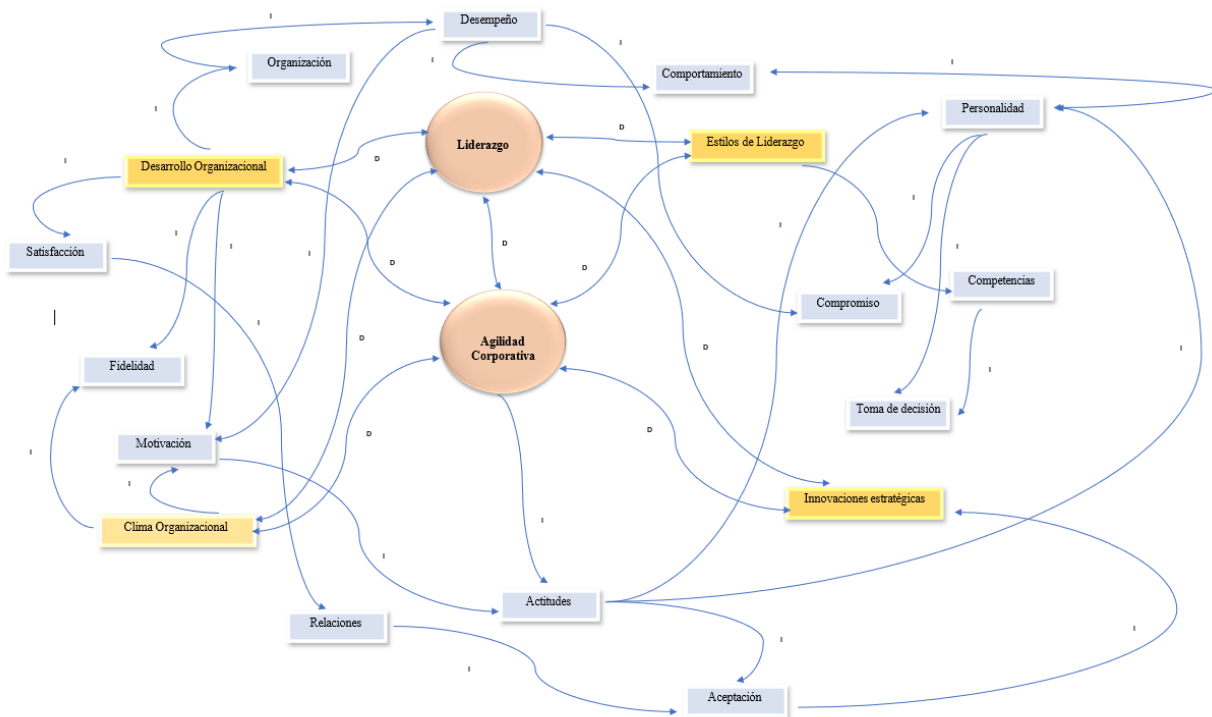 I
Desempeño
I
Organización
I
I
Comportamiento
I
I
Personalidad
Liderazgo
D
Estilos de Liderazgo
Desarrollo Organizacional
D
I
I
I
I
D
I
I
Satisfacción
I
D
D
I
Competencias
Compromiso
I
Agilidad
Corporativa
D
D
I
Fidelidad
I
Toma de decisión
Motivación
D
D
I
I
Innovaciones estratégicas
Clima Organizacional
I
I
Actitudes
Relaciones
I
I
I
Aceptación